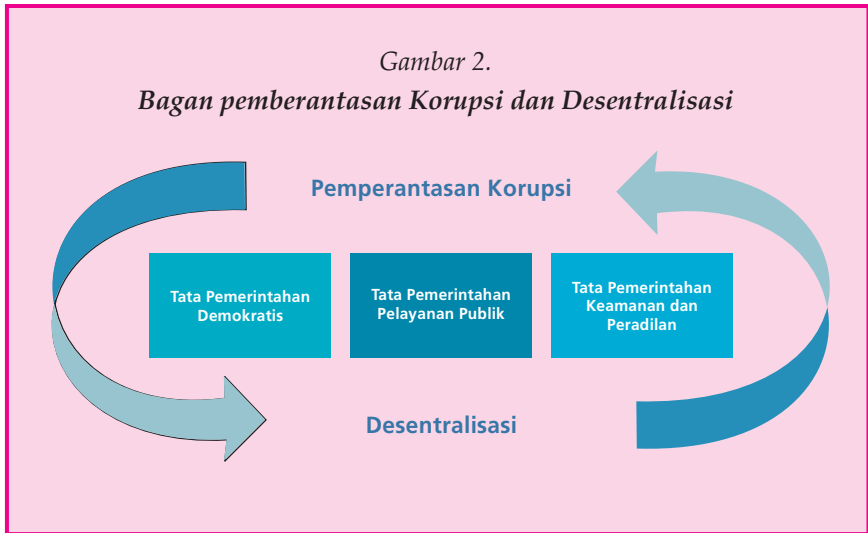 Gambar 2.
Bagan pemberantasan Korupsi dan Desentralisasi
Pemperantasan Korupsi
Tata Pemerintahan
Demokratis
Tata Pemerintahan
Pelayanan Publik
Tata Pemerintahan
Keamanan dan
Peradilan
Desentralisasi